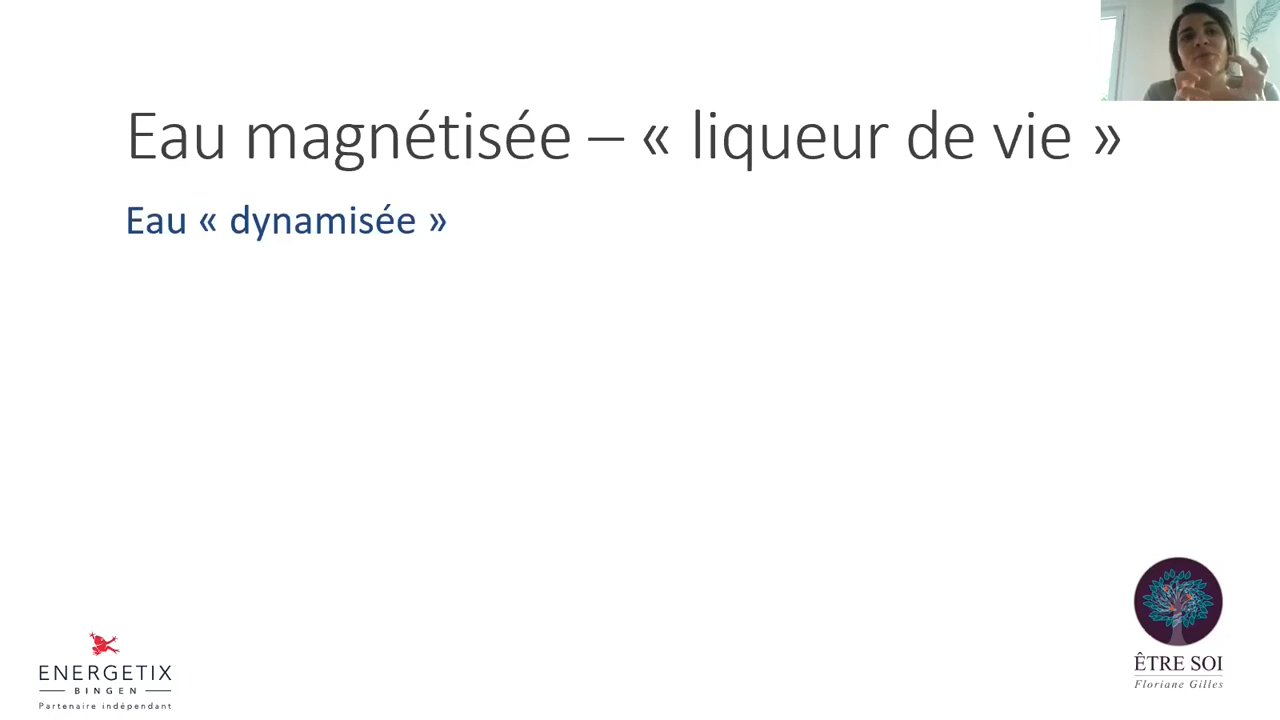 Eau magnétisée – « liqueur de vie »
Eau « dynamisée »
ENERGETIX
BINGEN
Partenaire indépendant
ÊTRE SOI
Floriane Gilles